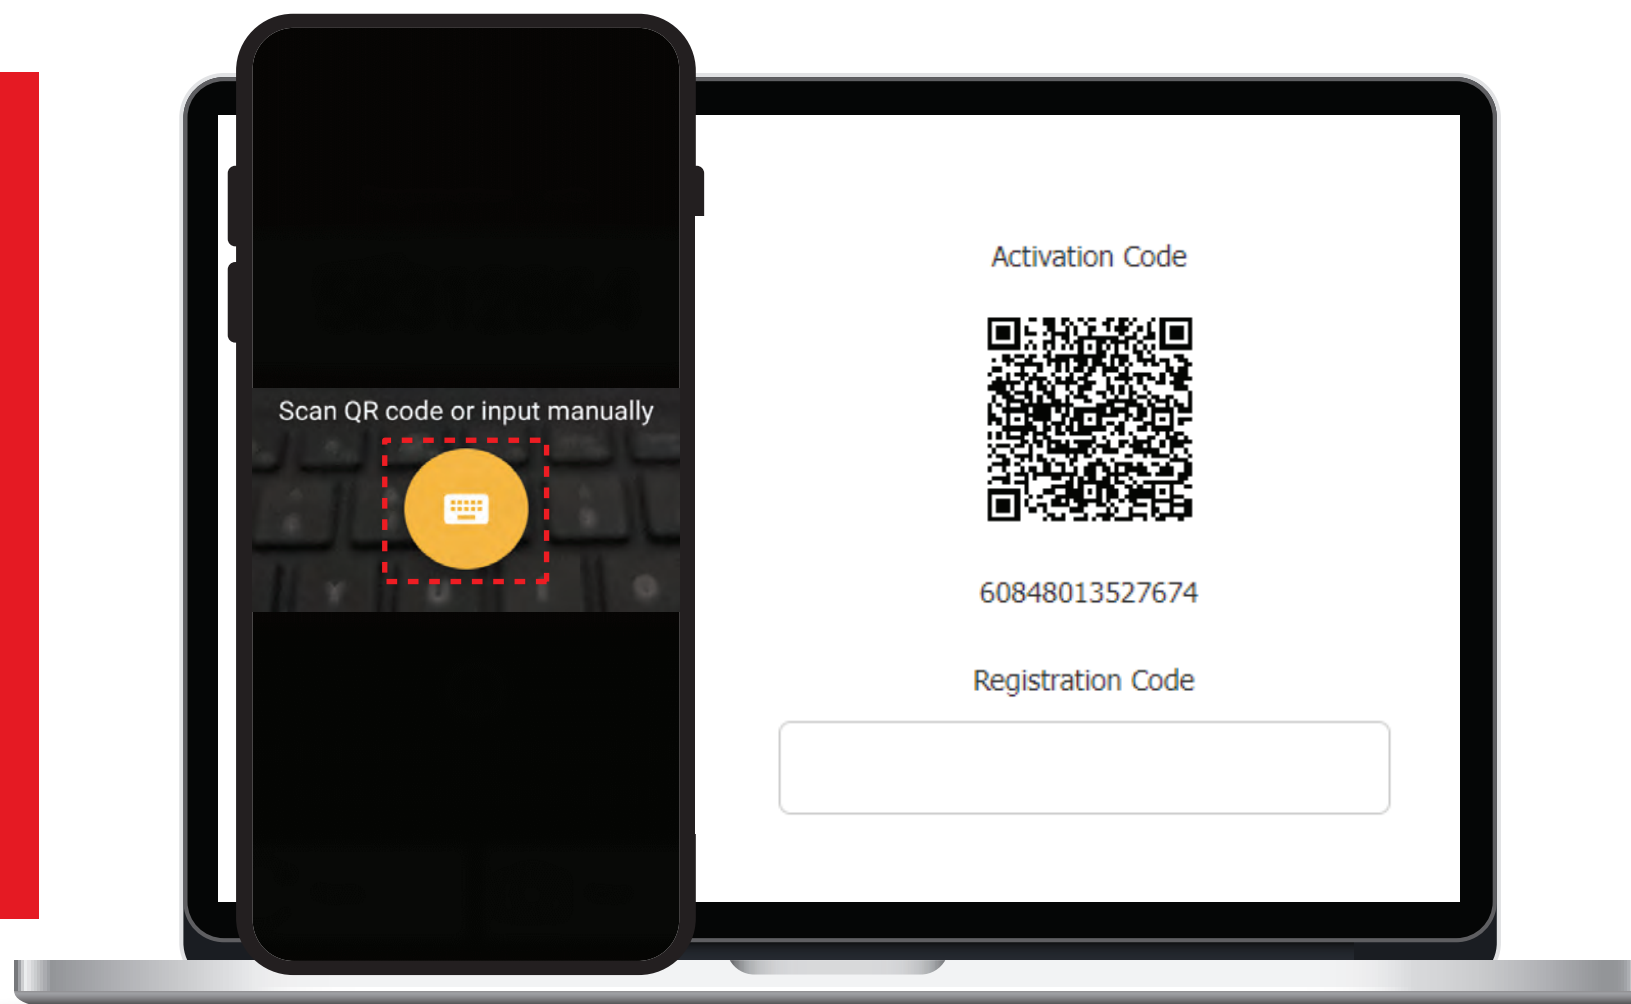 Scan QR code or input manually
Activation Code
60848013527674
Registration Code